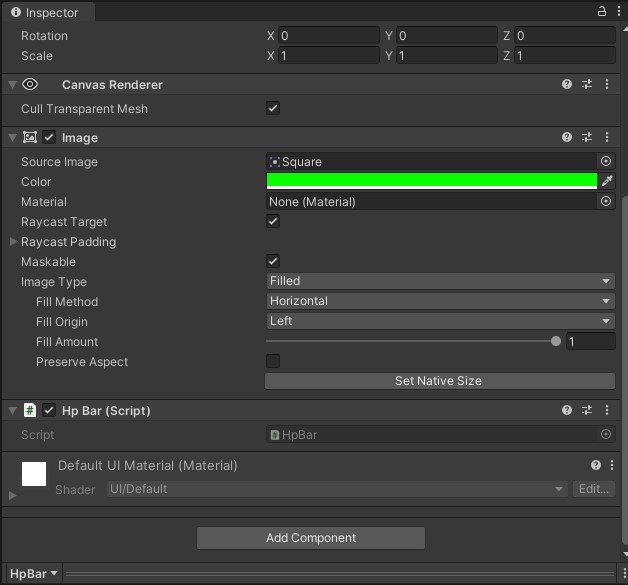 Inspector
Rotation X 0 Y 0 Z 0
Scale X 1 Y 1 Z 1
Canvas Renderer
Cull Transparent Mesh
Image
Source Image Square
Color
Material None (Material)
Raycast Target
Raycast Padding
Maskable
Image Type Filled
Fill Method Horizontal
Fill Origin Left
Fill Amount 1
Preserve Aspect
Set Native Size
# Hp Bar (Script)
Script # HpBar
Default UI Material (Material)
Shader UI/Default Edit...
Add Component
HpBar